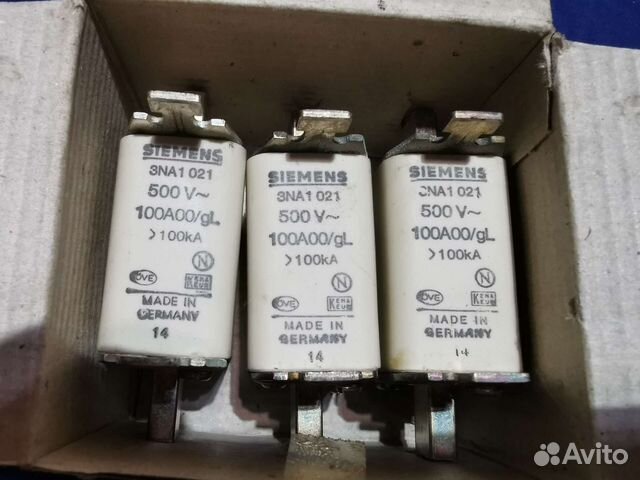 SIEMENS
3NA1 021
500 V~
100A00/gL
>100kA
N
ÖVE
KEMA
KEUR
MADE IN
GERMANY
14
SIEMENS
3NA1 021
500 V~
100A00/gL
>100kA
N
ÖVE
KEMA
KEUR
MADE IN
GERMANY
14
SIEMENS
3NA1 021
500 V~
100A00/gL
>100kA
N
ÖVE
KEMA
KEUR
MADE IN
GERMANY
14
Avito